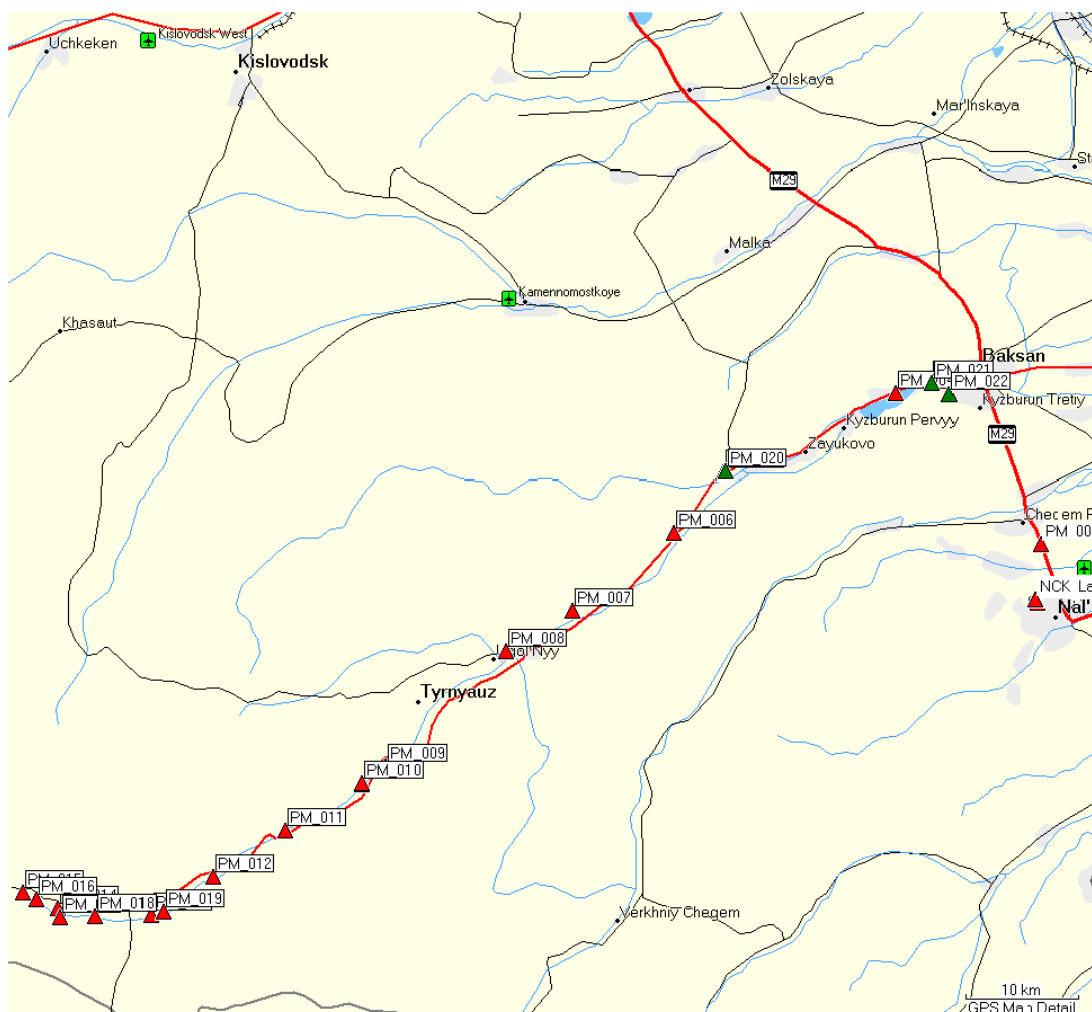 Kislovodsk West
Uchkeken
Kislovodsk
Zolskaya
Mar'Inskaya
M29
Malka
Kamennomostkoye
Khasaut
Baksan
PM_021
PM_022
Kyzburun Tretiy
Kyzburun Pervyy
M29
Zayukovo
PM_020
PM_006
PM_007
PM_008
Tyrnyauz
PM_009
PM_010
PM_011
PM_012
PM_016
PM_018
PM_019
Verkhniy Chegem
10 km
GPS Map Detail